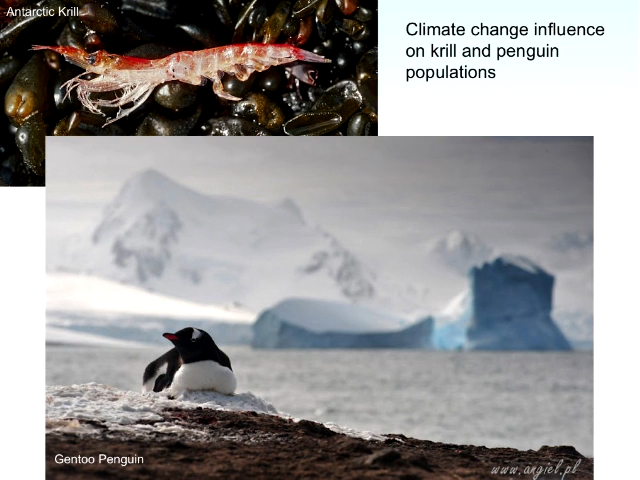 Antarctic Krill
Climate change influence
on krill and penguin
populations
Gentoo Penguin
www.angiel.pl